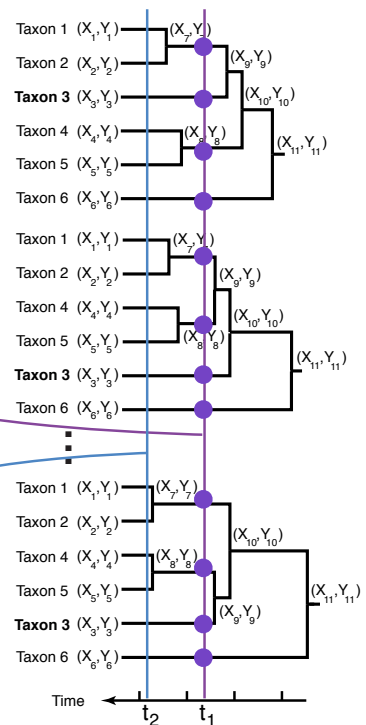 Taxon 1 (X1,Y1)
(X7,Y
Taxon 2 (X2,Y2)
(X9,Y9)
Taxon 3 (X3,Y3)
(X10,Y10)
Taxon 4 (X4,Y4)
(X8,Y8)
(X11,Y11)
Taxon 5 (X5,Y5)
Taxon 6 (X6,Y6)
Taxon 1 (X1,Y1)
(X7,Y
Taxon 2 (X2,Y2)
(X9,Y9)
Taxon 4 (X4,Y4)
(X10,Y10)
Taxon 5 (X5,Y5)
(X8,Y8)
(X11,Y11)
Taxon 3 (X3,Y3)
Taxon 6 (X6,Y6)
Taxon 1 (X1,Y1)
(X7,Y7)
Taxon 2 (X2,Y2)
(X10,Y10)
Taxon 4 (X4,Y4)
(X8,Y8)
Taxon 5 (X5,Y5)
(X9,Y9)
(X11,Y11)
Taxon 3 (X3,Y3)
Taxon 6 (X6,Y6)
Time
t2
t1